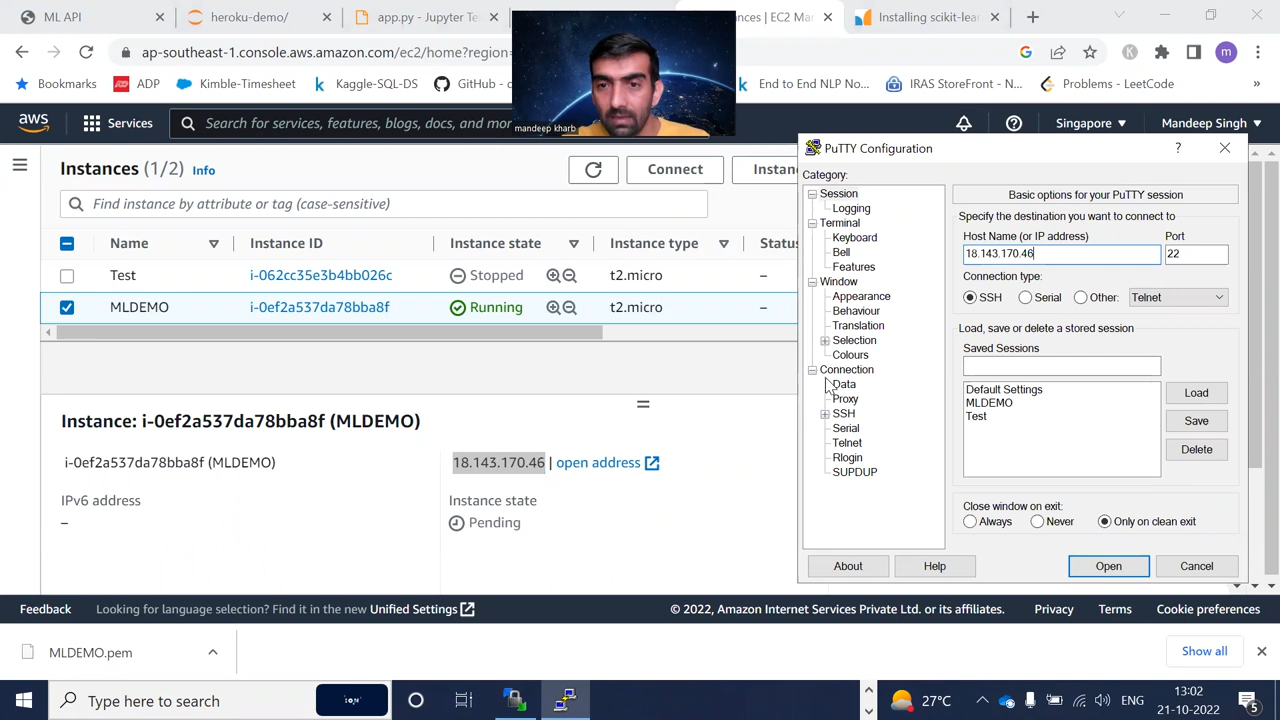 ML API
heroku-demo/
app.py - Jupyter Tex
nces | EC2 Man
Installing scikit-lear
ap-southeast-1.console.aws.amazon.com/ec2/home?region=
m
Bookmarks
ADP
Kimble-Timesheet
Kaggle-SQL-DS
GitHub - c
End to End NLP No...
IRAS StoreFront - N...
Problems - LeetCode
»
mandeep kharb
aws
Services
Search for services, features, blogs, docs, and mo
Singapore
Mandeep Singh
Instances (1/2) Info
Connect
Instan
Find instance by attribute or tag (case-sensitive)
Name
Instance ID
Instance state
Instance type
Status
Test
i-062cc35e3b4bb026c
Stopped
t2.micro
–
MLDEMO
i-0ef2a537da78bba8f
Running
t2.micro
–
Instance: i-0ef2a537da78bba8f (MLDEMO)
i-0ef2a537da78bba8f (MLDEMO)
18.143.170.46 | open address
IPv6 address
–
Instance state
Pending
PuTTY Configuration
?
Category:
Session
Logging
Terminal
Keyboard
Bell
Features
Window
Appearance
Behaviour
Translation
Selection
Colours
Connection
Data
Proxy
SSH
Serial
Telnet
Rlogin
SUPDUP
Basic options for your PuTTY session
Specify the destination you want to connect to
Host Name (or IP address)
Port
18.143.170.46
22
Connection type:
SSH
Serial
Other:
Telnet
Load, save or delete a stored session
Saved Sessions
Default Settings
MLDEMO
Test
Load
Save
Delete
Close window on exit:
Always
Never
Only on clean exit
About
Help
Open
Cancel
Feedback
Looking for language selection? Find it in the new Unified Settings
© 2022, Amazon Internet Services Private Ltd. or its affiliates.
Privacy
Terms
Cookie preferences
MLDEMO.pem
Show all
Type here to search
27°C
ENG
13:02
21-10-2022
5